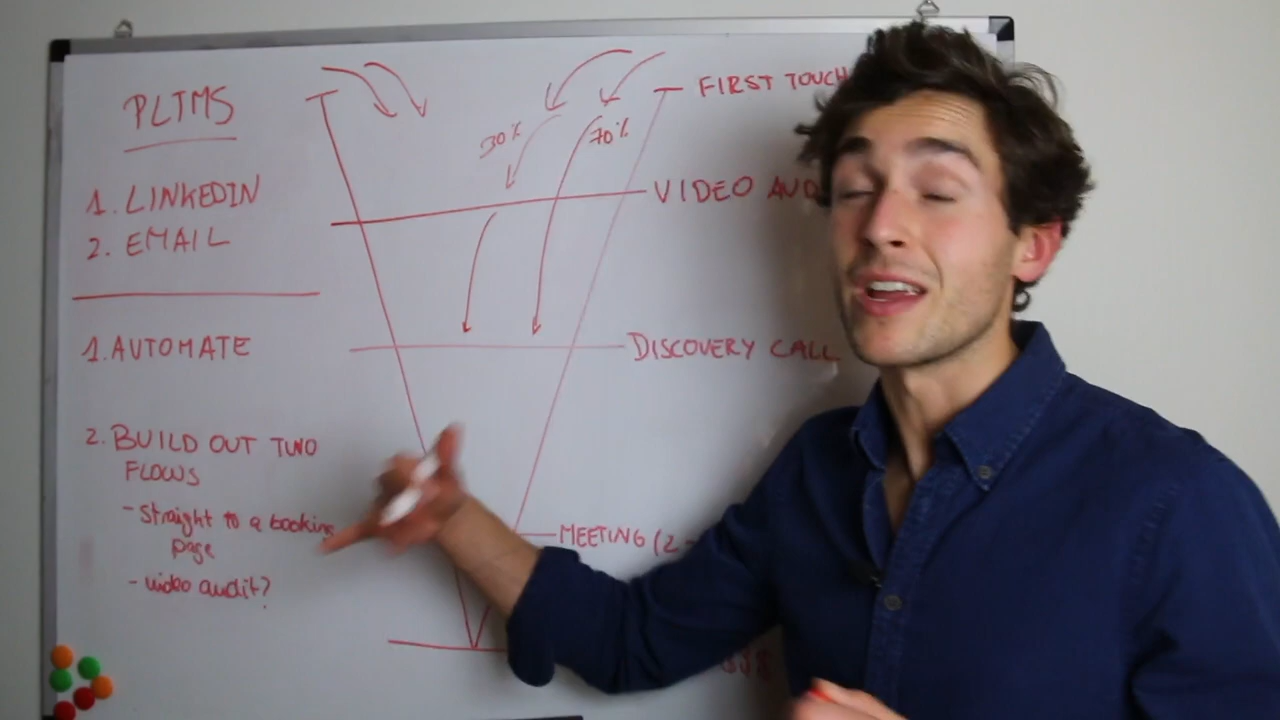 PLTMS
1. LINKEDIN
2. EMAIL
1. AUTOMATE
2. BUILD OUT TWO
FLOWS
- Straight to a booking
page
- video audit?
30%
70%
FIRST TOUCH
VIDEO
DISCOVERY CALL
MEETING (2-